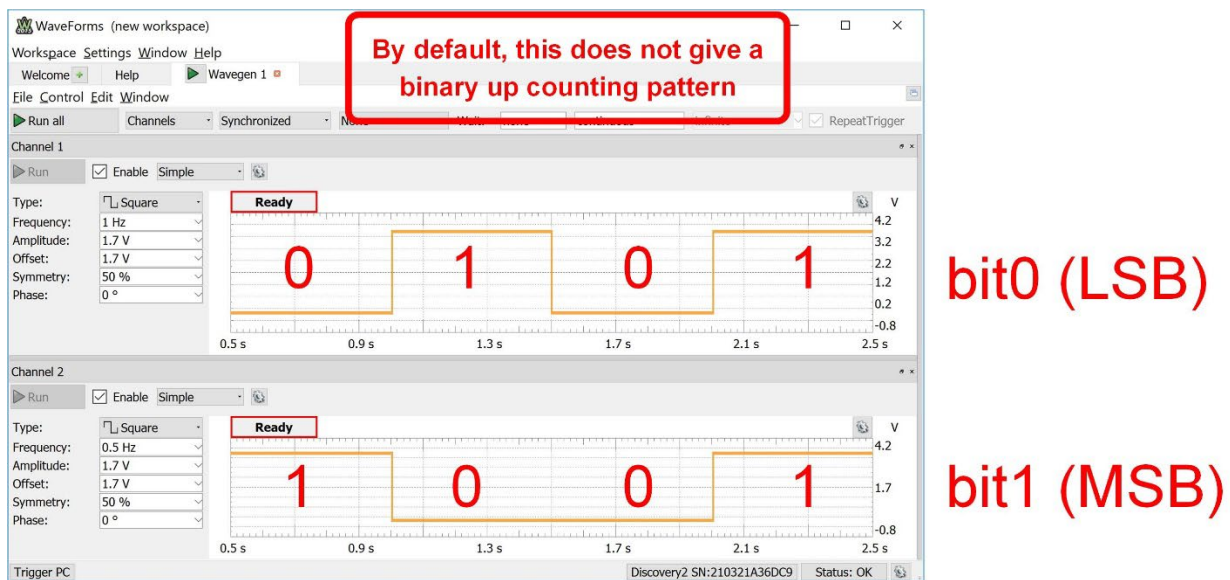 WaveForms (new workspace)
Workspace Settings Window Help
By default, this does not give a
binary up counting pattern
Welcome Help Wavegen 1
File Control Edit Window
Run all Channels Synchronized None none continuous RepeatTrigger
Channel 1
Run Enable Simple
Type: Square Ready V
Frequency: 1 Hz
Amplitude: 1.7 V
Offset: 1.7 V
Symmetry: 50 %
Phase: 0 °
4.2
3.2
2.2
1.2
0.2
-0.8
0 1 0 1
bit0 (LSB)
0.5 s 0.9 s 1.3 s 1.7 s 2.1 s 2.5 s
Channel 2
Run Enable Simple
Type: Square Ready V
Frequency: 0.5 Hz
Amplitude: 1.7 V
Offset: 1.7 V
Symmetry: 50 %
Phase: 0 °
4.2
1.7
-0.8
1 0 0 1
bit1 (MSB)
0.5 s 0.9 s 1.3 s 1.7 s 2.1 s 2.5 s
Trigger PC Discovery2 SN:210321A36DC9 Status: OK